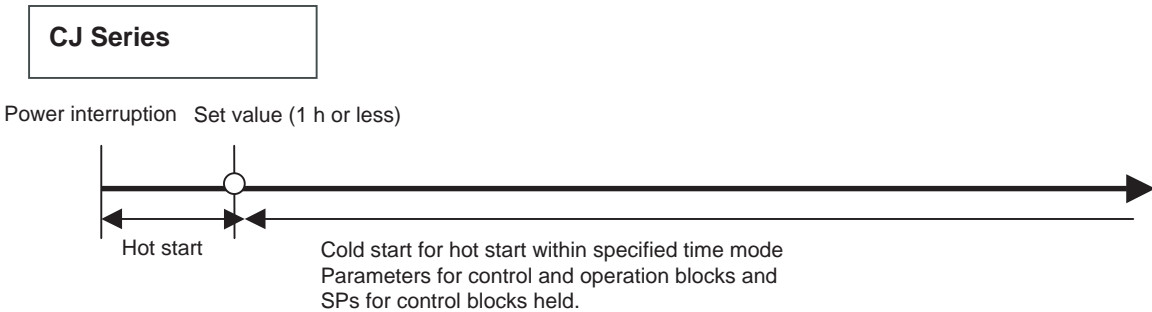 CJ Series
Power interruption Set value (1 h or less)
Hot start
Cold start for hot start within specified time mode
Parameters for control and operation blocks and
SPs for control blocks held.